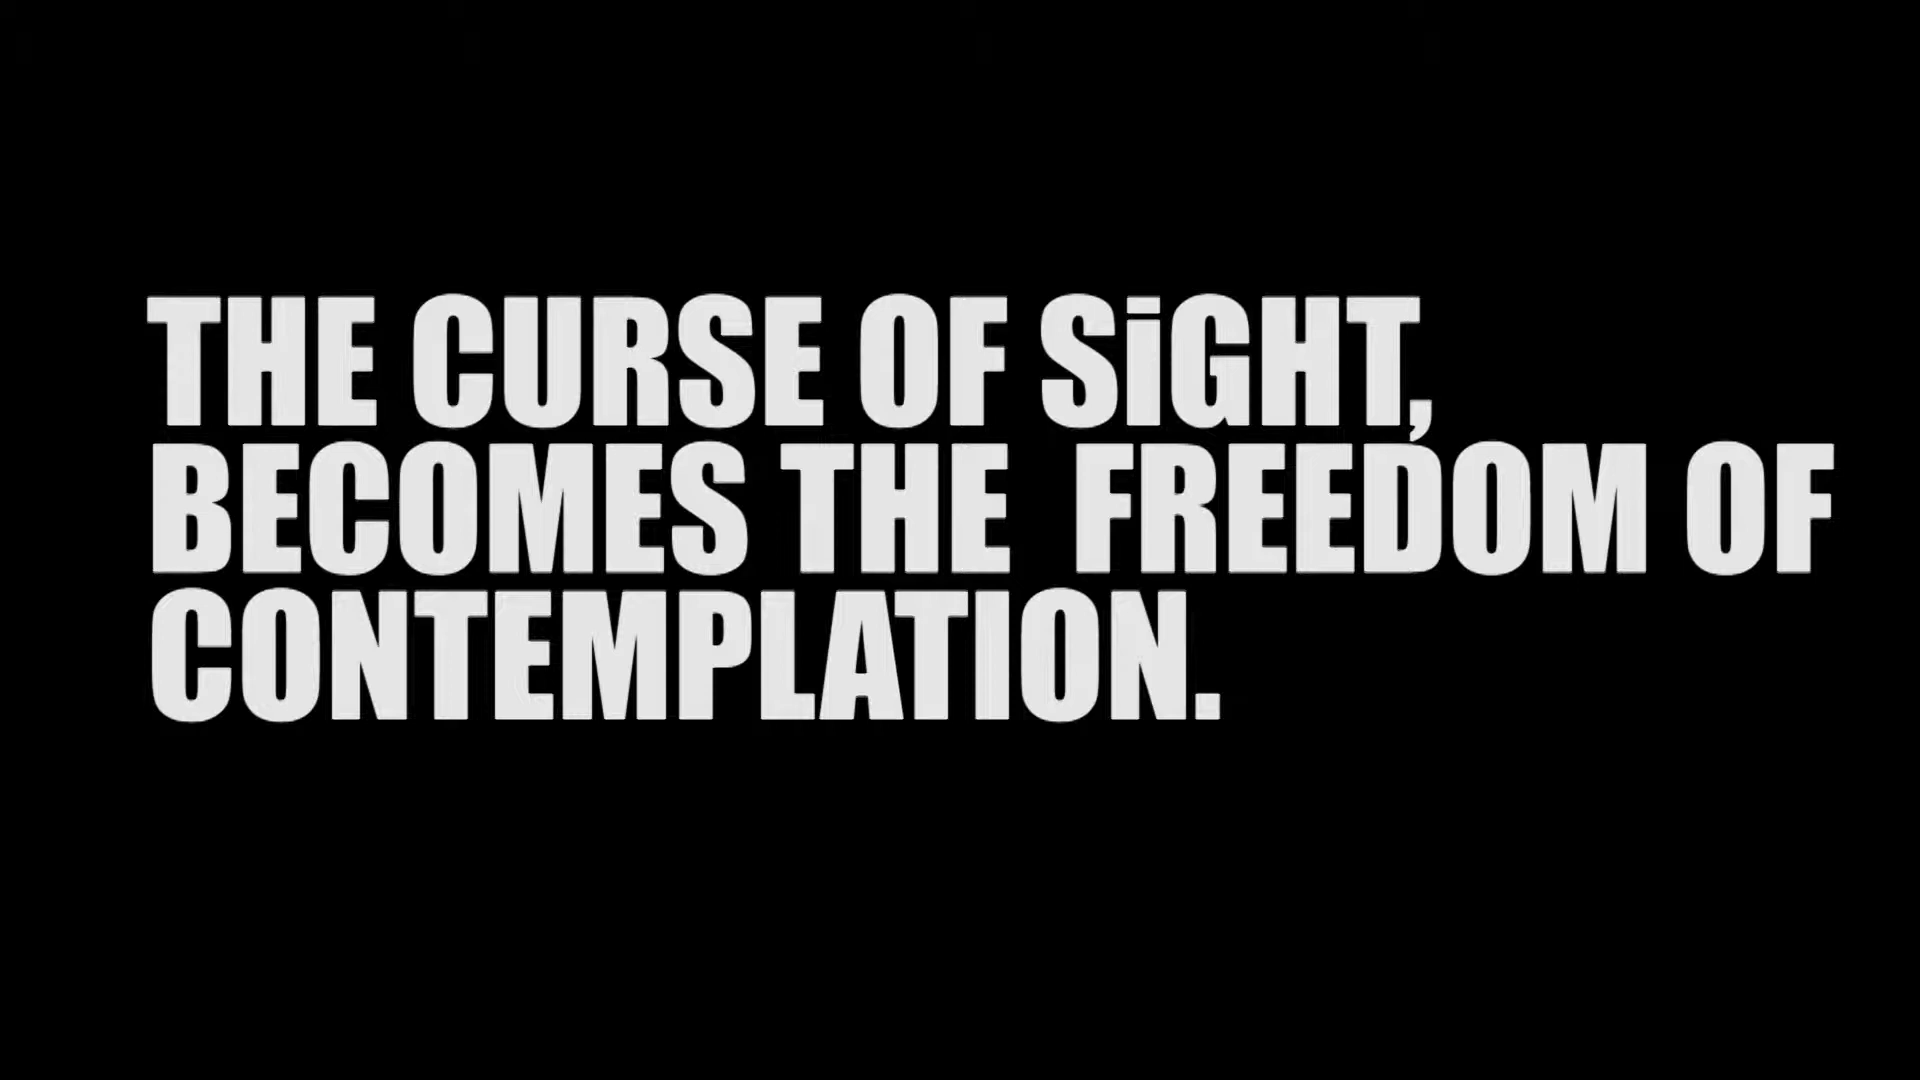 THE CURSE OF SiGHT,
BECOMES THE  FREEDOM OF
CONTEMPLATION.